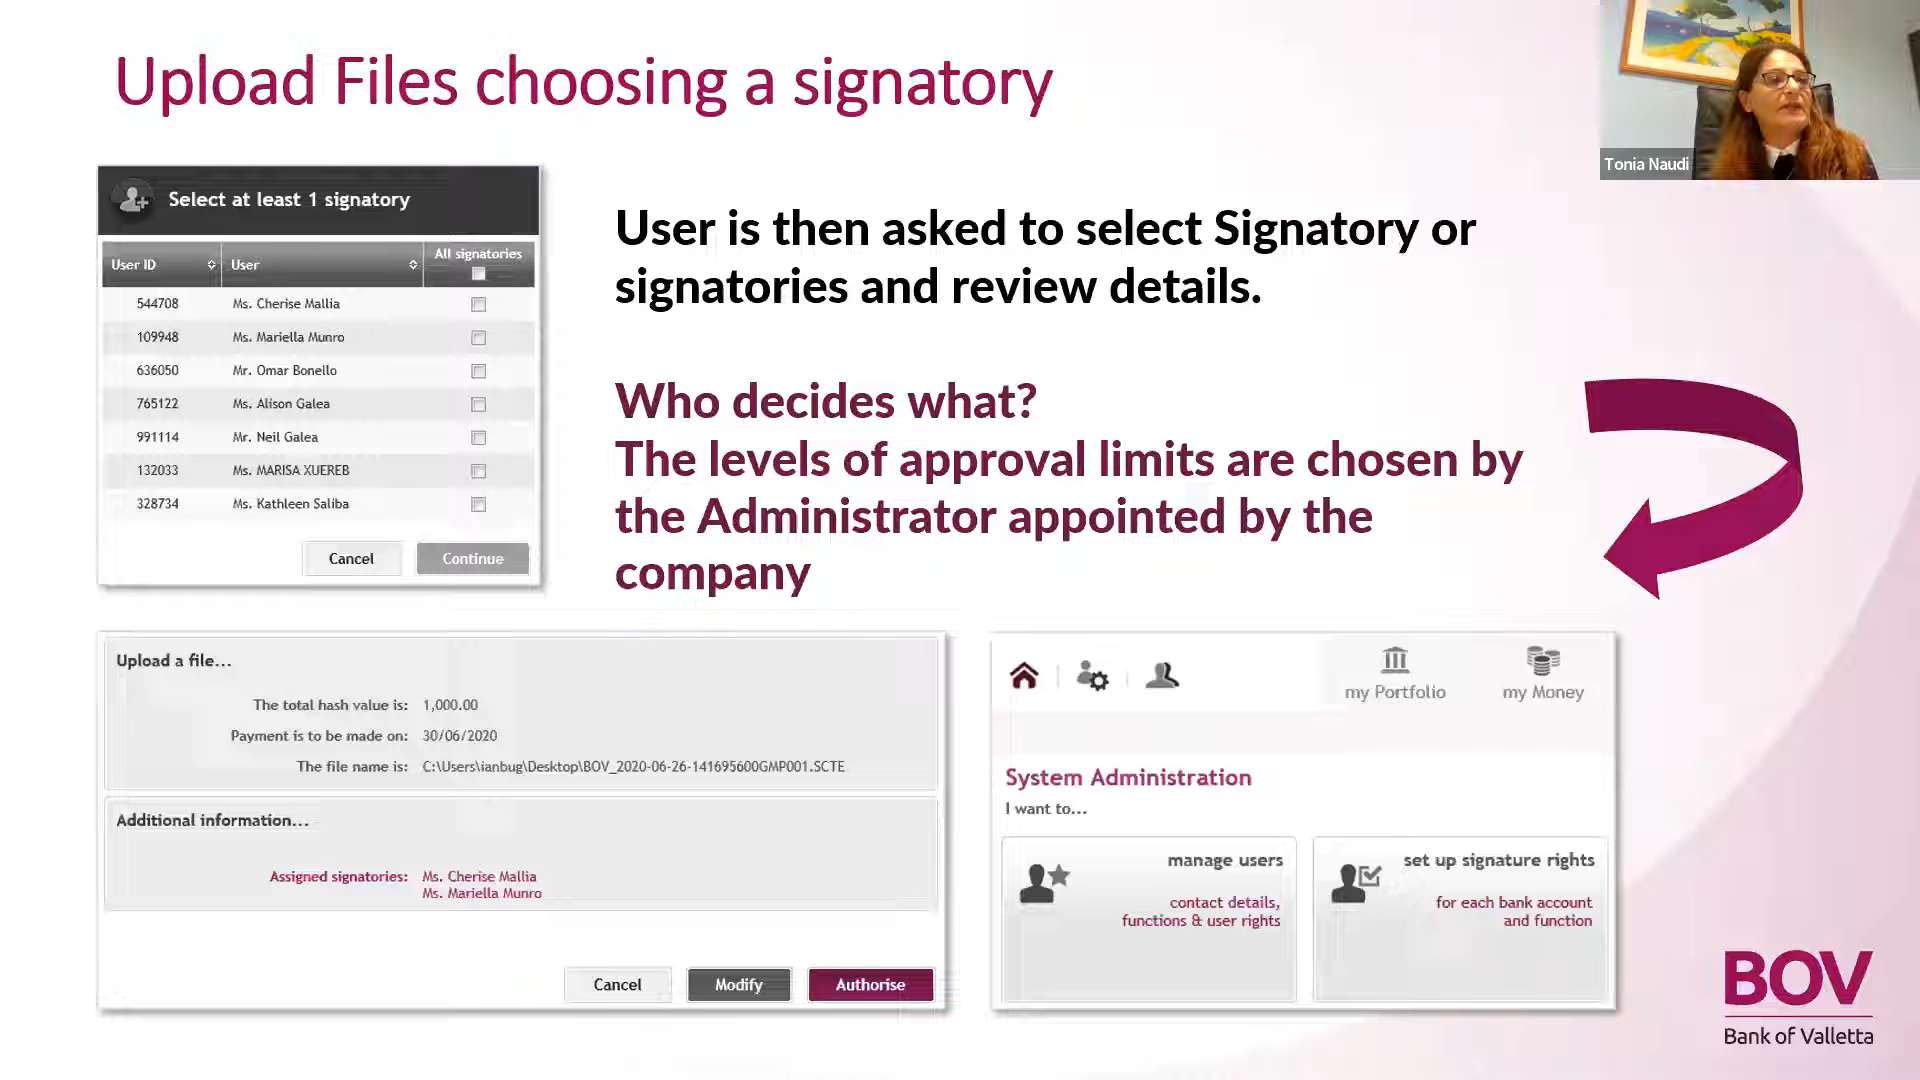 Upload Files choosing a signatory
Tonia Naudi
Select at least 1 signatory
User ID User All signatories
544708 Ms. Cherise Mallia
109948 Ms. Mariella Munro
636050 Mr. Omar Bonello
765122 Ms. Alison Galea
991114 Mr. Neil Galea
132033 Ms. MARISA XUEREB
328734 Ms. Kathleen Saliba
Cancel Continue
User is then asked to select Signatory or
signatories and review details.
Who decides what?
The levels of approval limits are chosen by
the Administrator appointed by the
company
Upload a file...
The total hash value is: 1,000.00
Payment is to be made on: 30/06/2020
The file name is: C:\Users\ianbug\Desktop\BOV_2020-06-26-141695600GMP001.SCTE
Additional information...
Assigned signatories: Ms. Cherise Mallia
Ms. Mariella Munro
Cancel Modify Authorise
my Portfolio my Money
System Administration
I want to...
manage users
contact details,
functions & user rights
set up signature rights
for each bank account
and function
BOV
Bank of Valletta